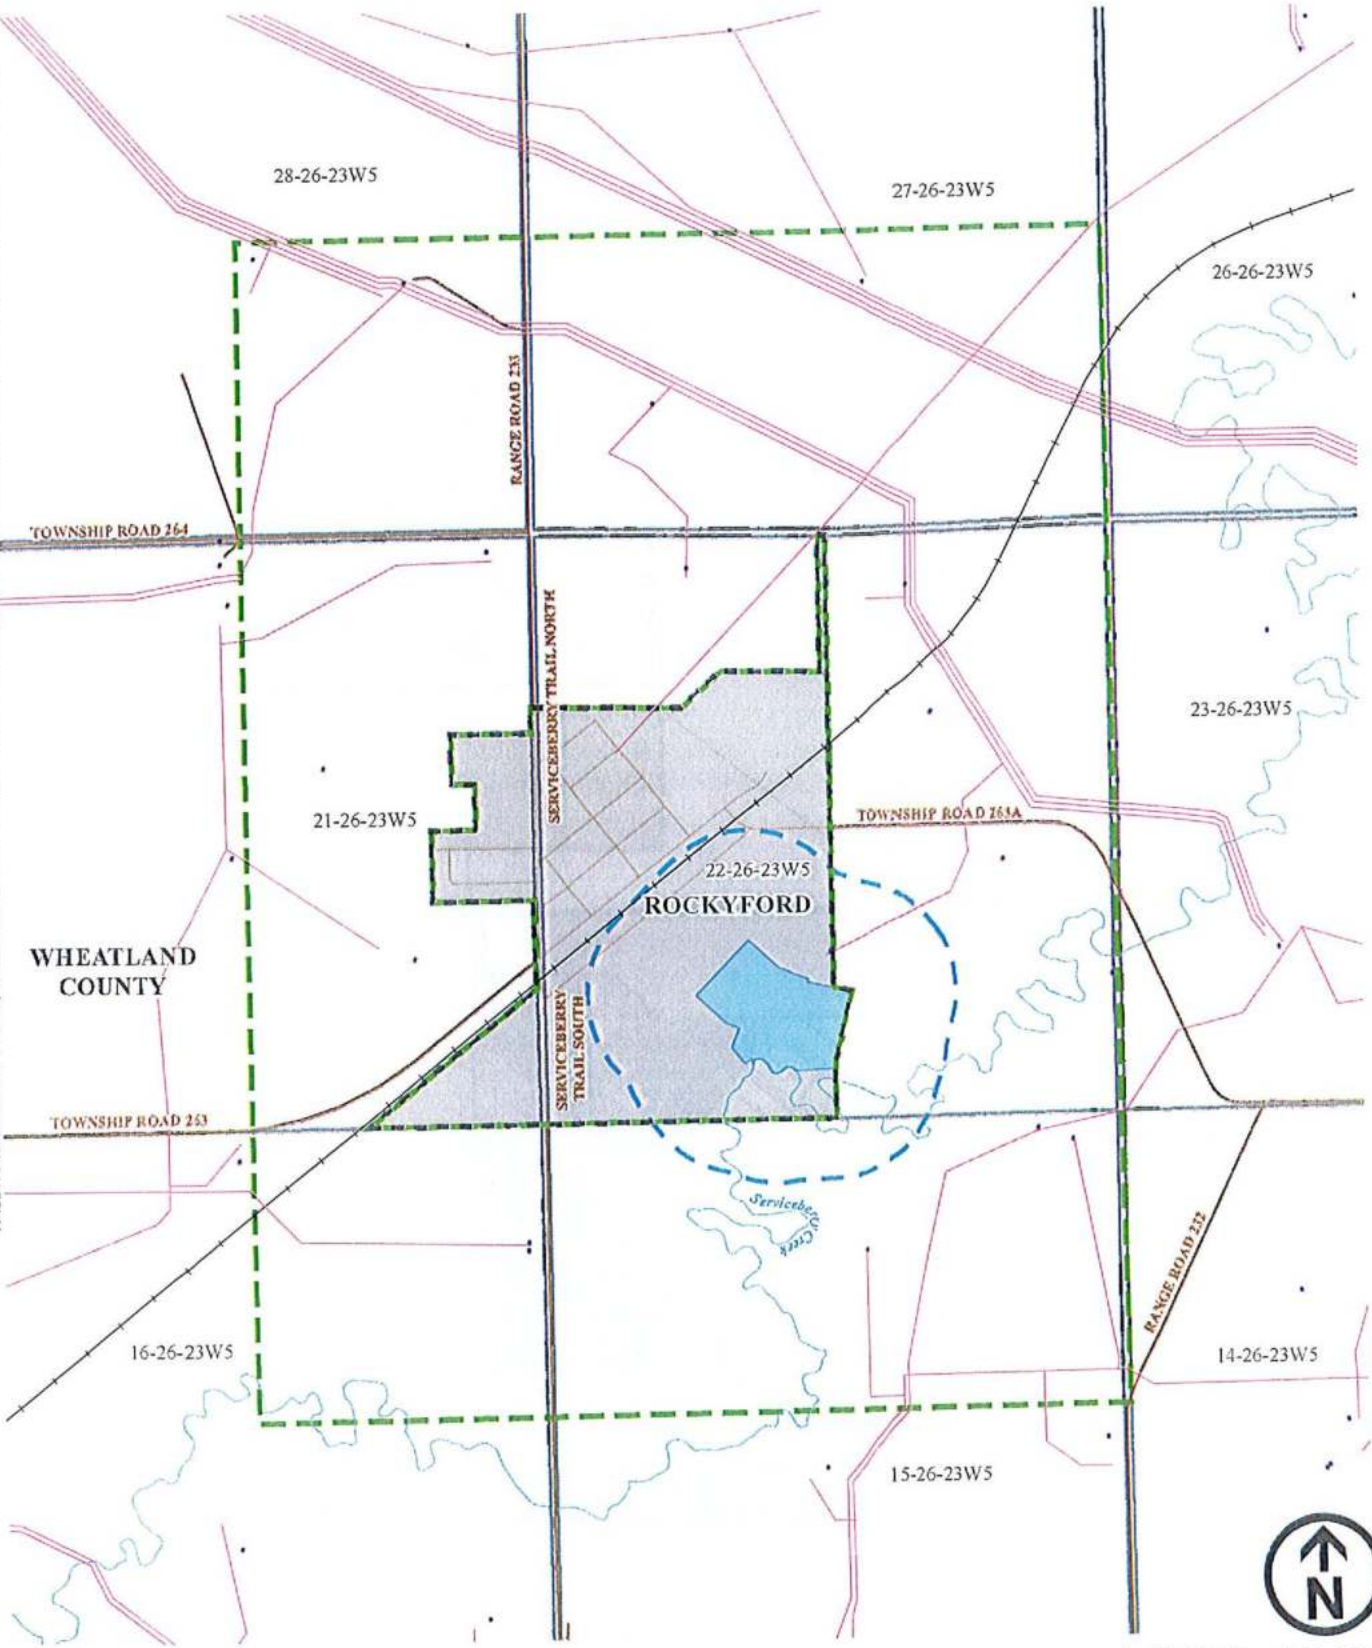 28-26-23W5
27-26-23W5
26-26-23W5
RANGE ROAD 233
TOWNSHIP ROAD 264
SERVICEBERRY TRAIL NORTH
23-26-23W5
21-26-23W5
TOWNSHIP ROAD 263A
22-26-23W5
ROCKYFORD
WHEATLAND
COUNTY
SERVICEBERRY
TRAIL SOUTH
TOWNSHIP ROAD 263
Serviceberry
Creek
RANGE ROAD 232
16-26-23W5
14-26-23W5
15-26-23W5
N